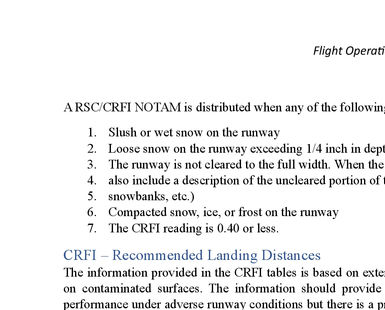 Flight Operati
A RSC/CRFI NOTAM is distributed when any of the following
1. Slush or wet snow on the runway
2. Loose snow on the runway exceeding 1/4 inch in dept
3. The runway is not cleared to the full width. When the
4. also include a description of the uncleared portion of t
5. snowbanks, etc.)
6. Compacted snow, ice, or frost on the runway
7. The CRFI reading is 0.40 or less.
CRFI – Recommended Landing Distances
The information provided in the CRFI tables is based on exte
on contaminated surfaces. The information should provide
performance under adverse runway conditions but there is a p